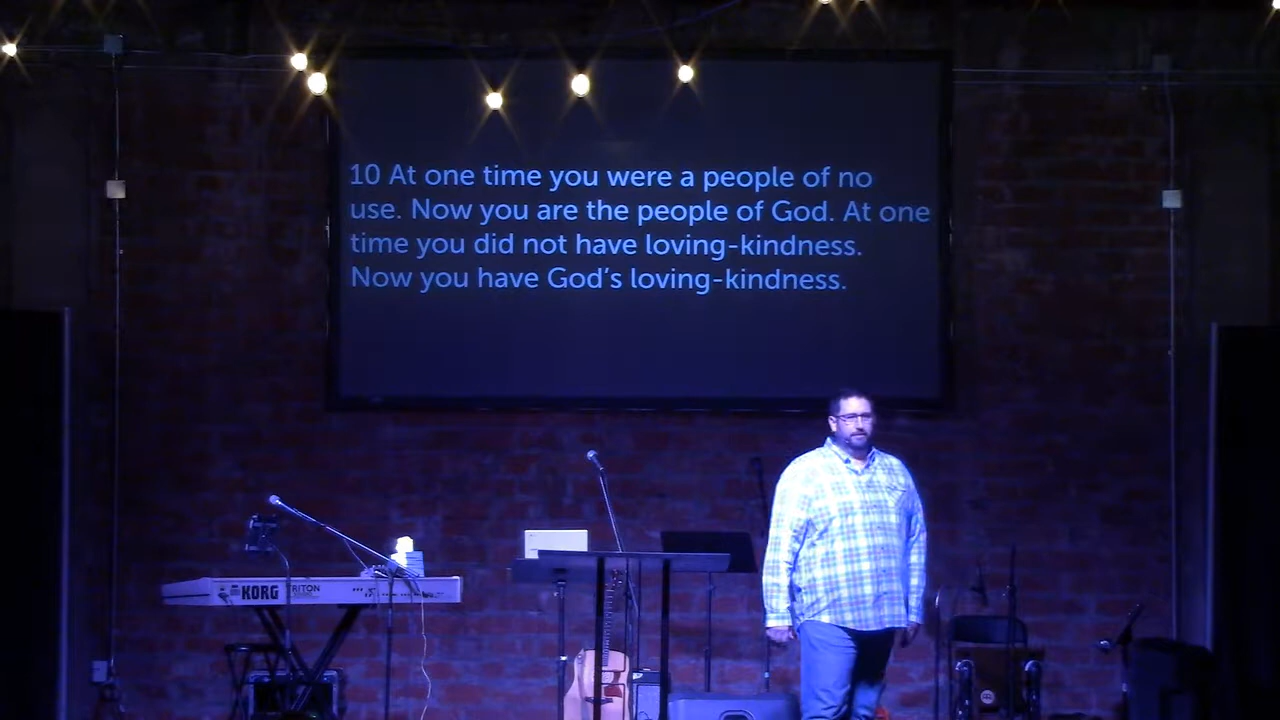 10 At one time you were a people of no
use. Now you are the people of God. At one
time you did not have loving-kindness.
Now you have God's loving-kindness.
KORG TRITON